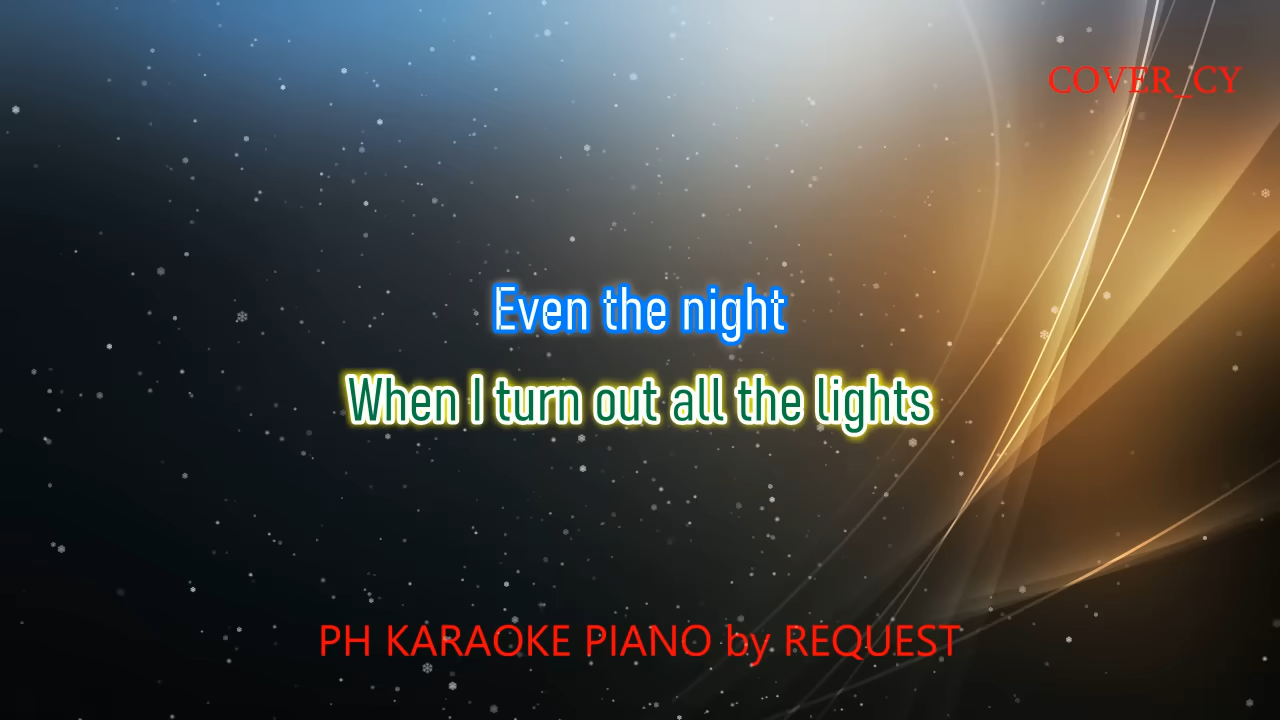 COVER_CY
Even the night
When I turn out all the lights
PH KARAOKE PIANO by REQUEST